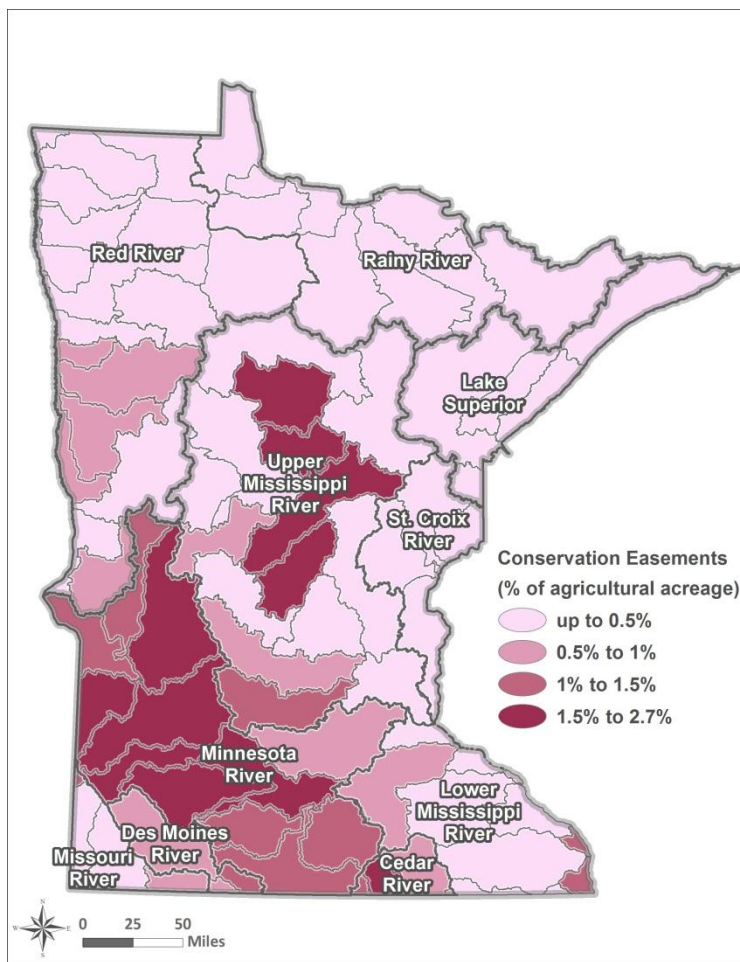 Red River
Rainy River
Lake
Superior
Upper
Mississippi
River
St. Croix
River
Conservation Easements
(% of agricultural acreage)
up to 0.5%
0.5% to 1%
1% to 1.5%
1.5% to 2.7%
Minnesota
River
Lower
Mississippi
River
Des Moines
River
Missouri
River
Cedar
River
N
W
E
S
0 25 50
Miles